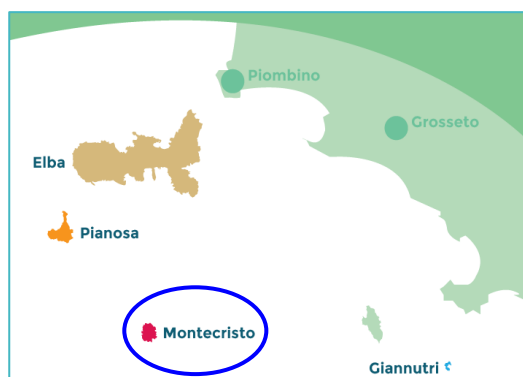 Piombino
Grosseto
Elba
Pianosa
Montecristo
Giannutri